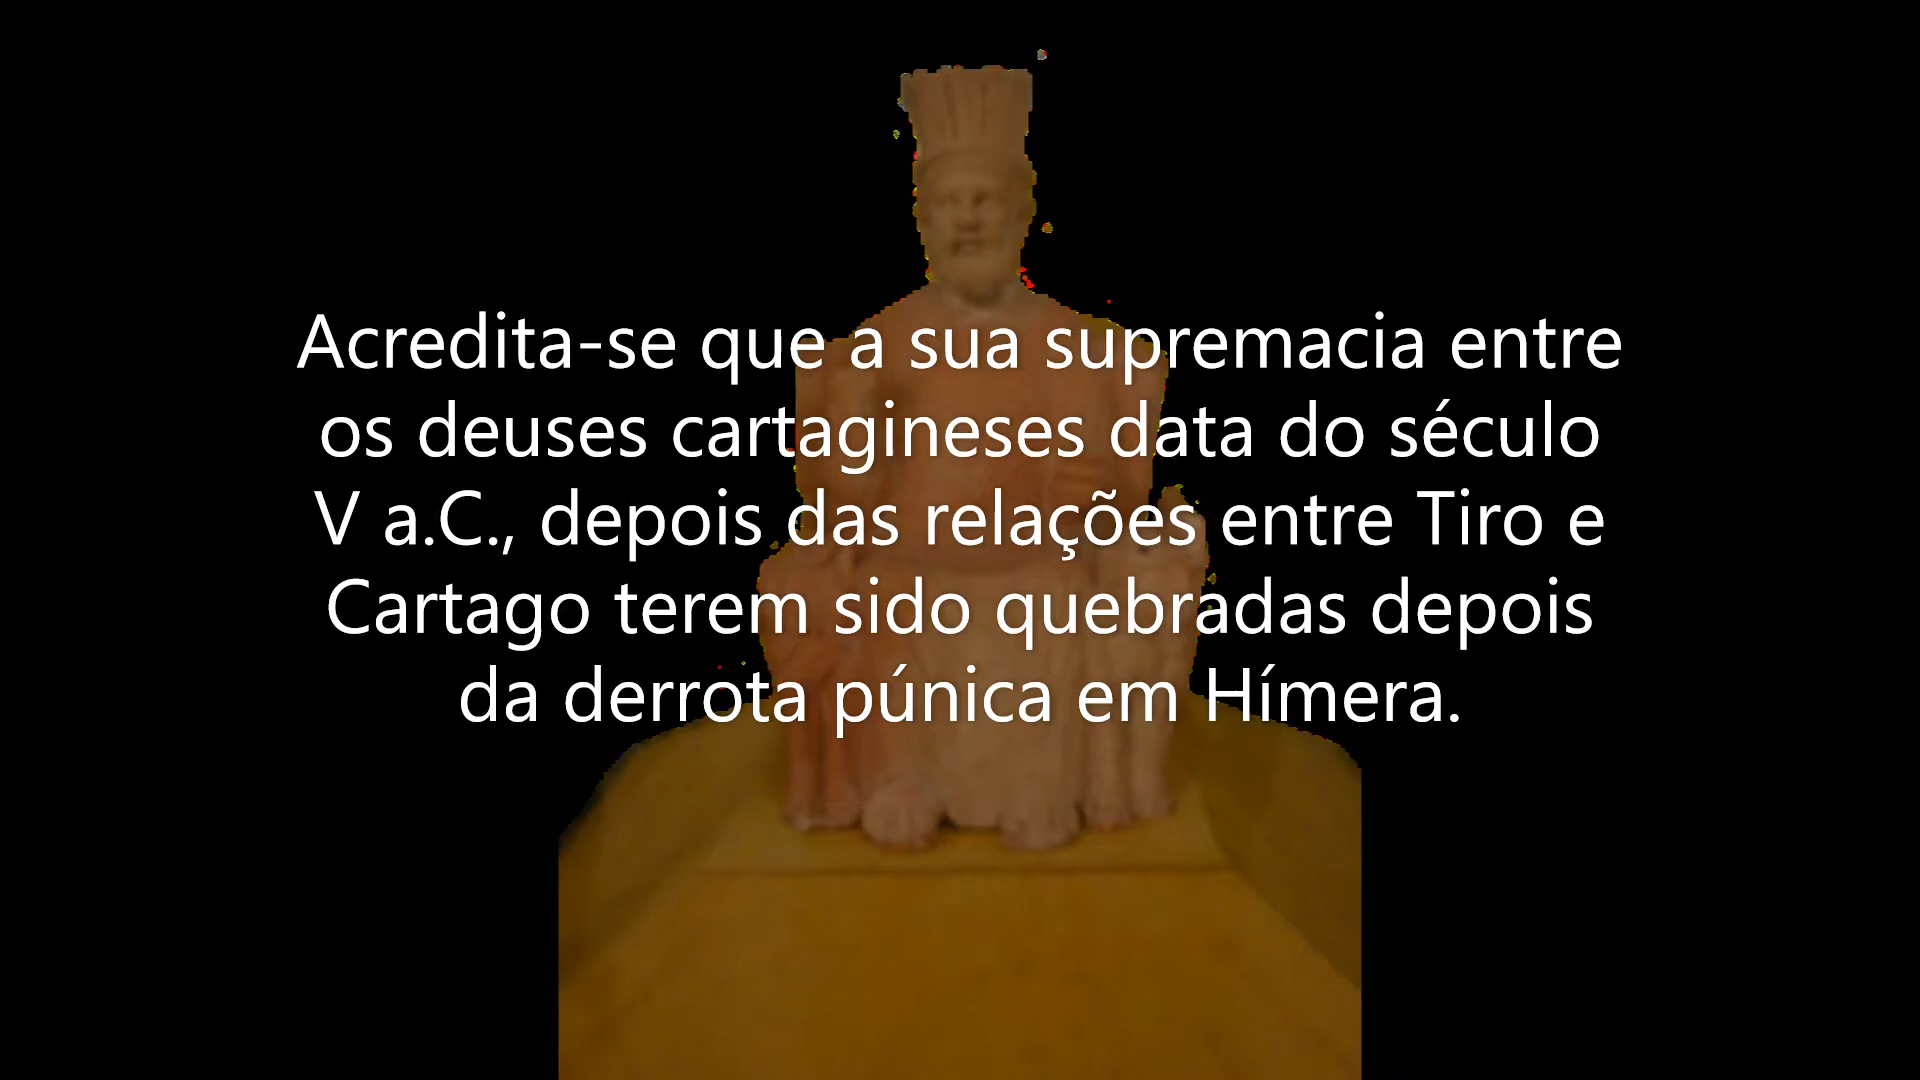 Acredita-se que a sua supremacia entre
os deuses cartagineses data do século
V a.C., depois das relações entre Tiro e
Cartago terem sido quebradas depois
da derrota púnica em Hímera.